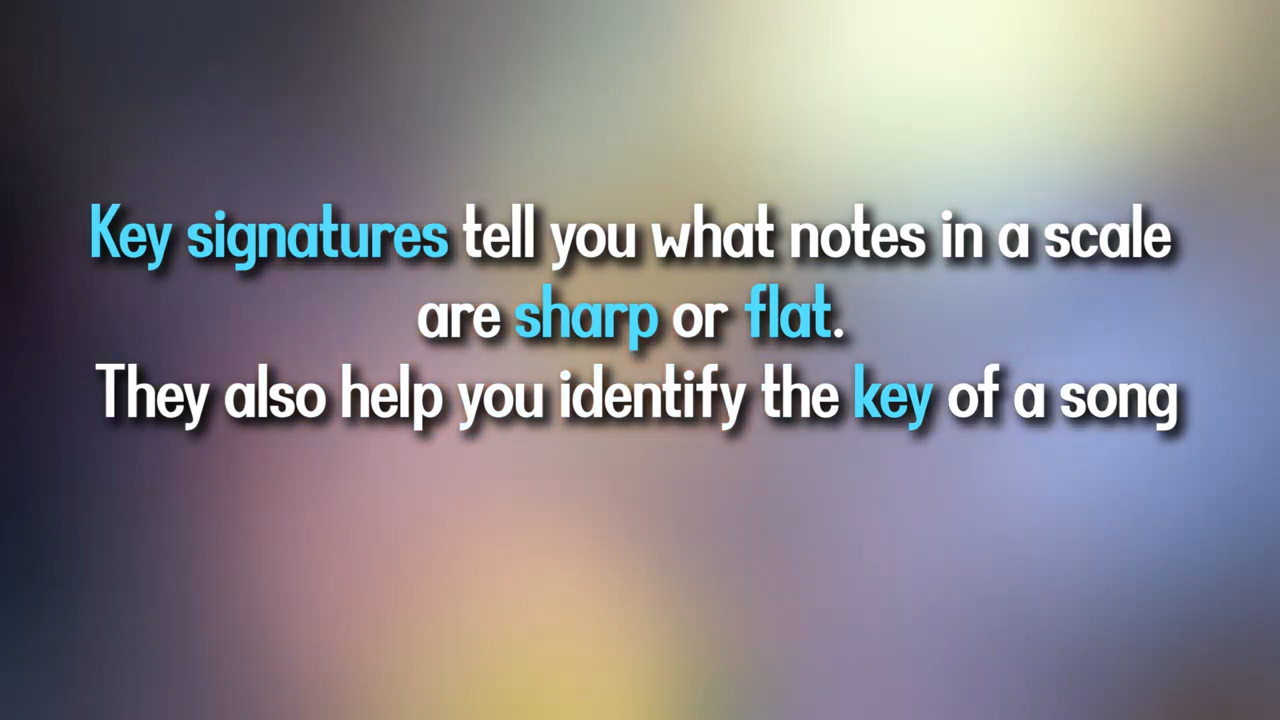 Key signatures tell you what notes in a scale
are sharp or flat.
They also help you identify the key of a song